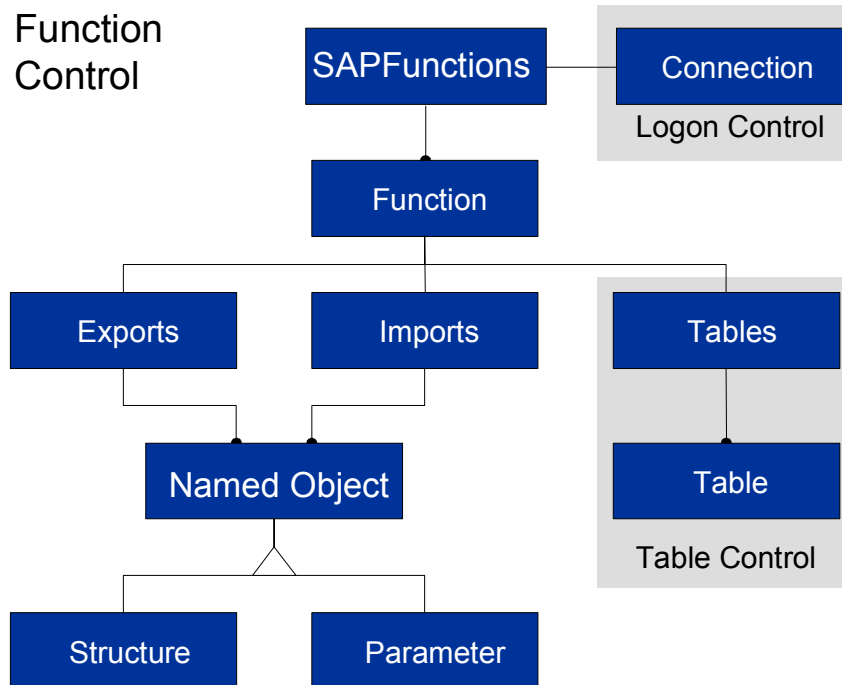 Function
Control
SAPFunctions
Connection
Logon Control
Function
Exports
Imports
Tables
Named Object
Table
Table Control
Structure
Parameter